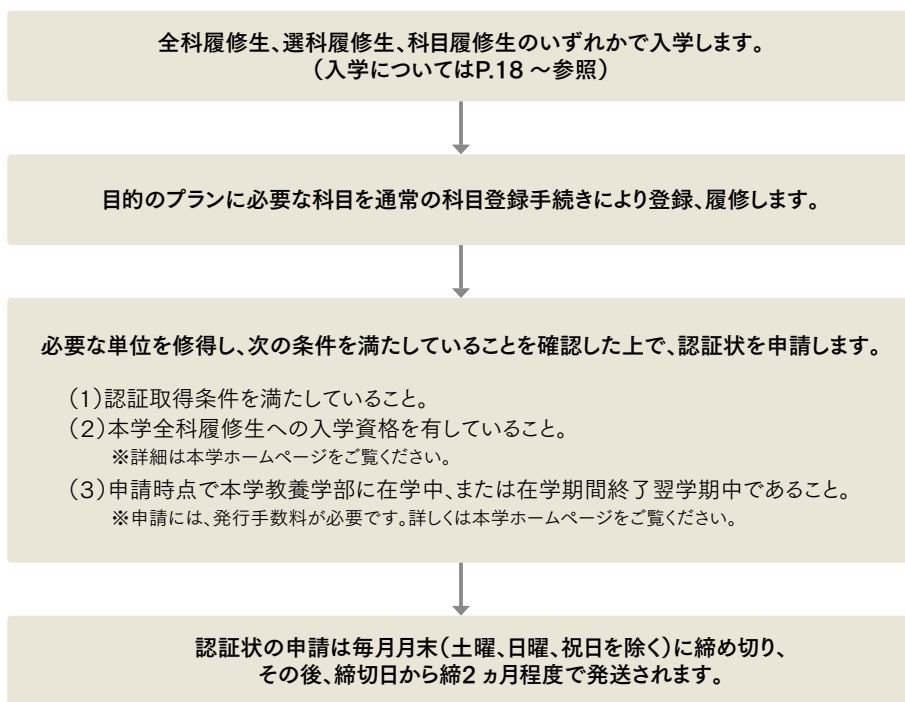 全科履修生、選科履修生、科目履修生のいずれかで入学します。
（入学についてはP.18 ～参照）
目的のプランに必要な科目を通常の科目登録手続きにより登録、履修します。
必要な単位を修得し、次の条件を満たしていることを確認した上で、認証状を申請します。
（1）認証取得条件を満たしていること。
（2）本学全科履修生への入学資格を有していること。
※詳細は本学ホームページをご覧ください。
（3）申請時点で本学教養学部に在学中、または在学期間終了翌学期中であること。
※申請には、発行手数料が必要です。詳しくは本学ホームページをご覧ください。
認証状の申請は毎月月末（土曜、日曜、祝日を除く）に締め切り、
その後、締切日から締2 ヵ月程度で発送されます。